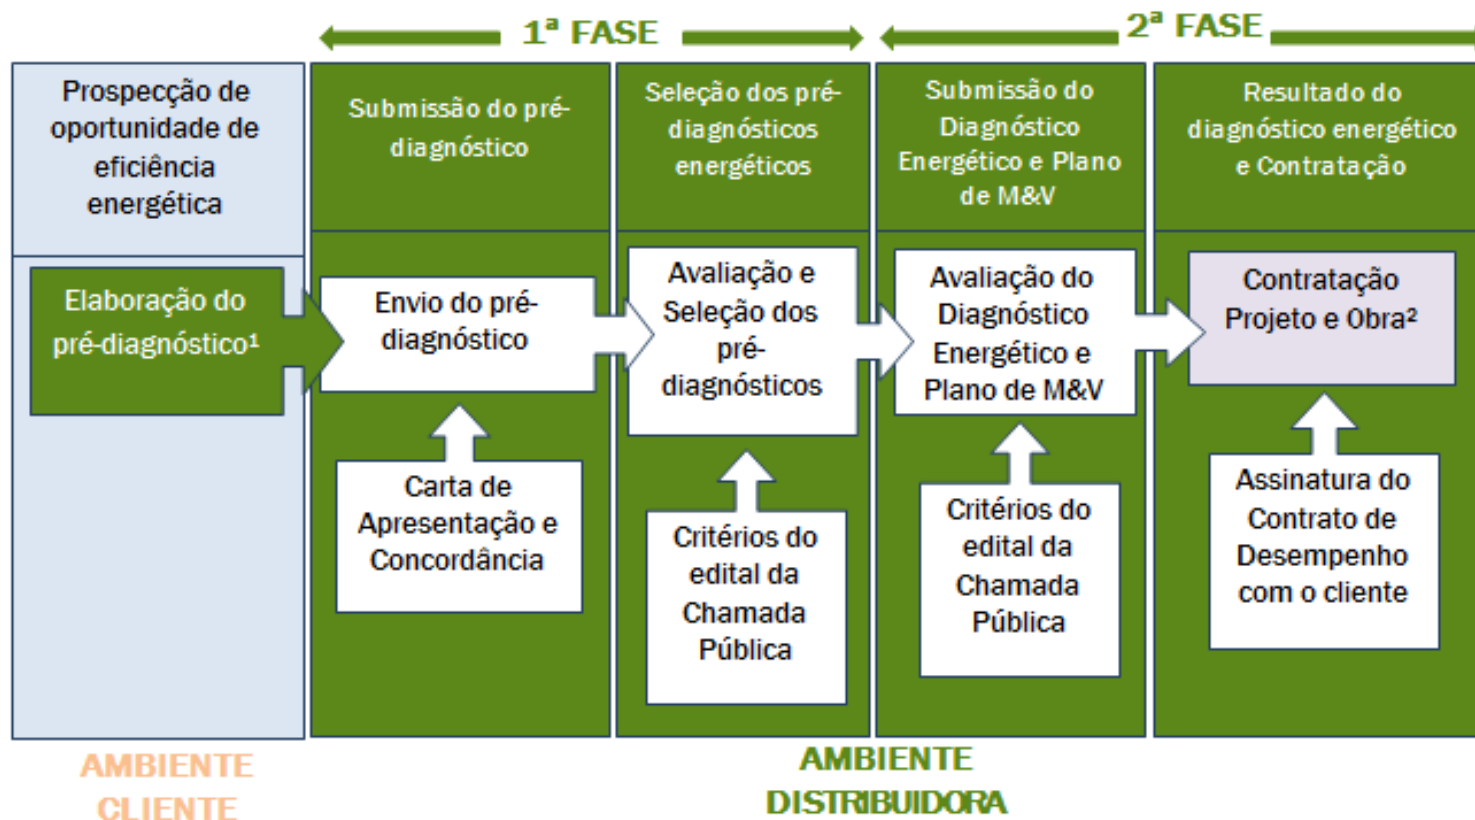 1ª FASE
2ª FASE
Prospecção de
oportunidade de
eficiência
energética
Submissão do pré-
diagnóstico
Seleção dos pré-
diagnósticos
energéticos
Submissão do
Diagnóstico
Energético e Plano
de M&V
Resultado do
diagnóstico energético
e Contratação
Elaboração do
pré-diagnóstico¹
Envio do pré-
diagnóstico
Avaliação e
Seleção dos
pré-
diagnósticos
Avaliação do
Diagnóstico
Energético e
Plano de M&V
Contratação
Projeto e Obra²
Carta de
Apresentação e
Concordância
Critérios do
edital da
Chamada
Pública
Critérios do
edital da
Chamada
Pública
Assinatura do
Contrato de
Desempenho
com o cliente
AMBIENTE
CLIENTE
AMBIENTE
DISTRIBUIDORA